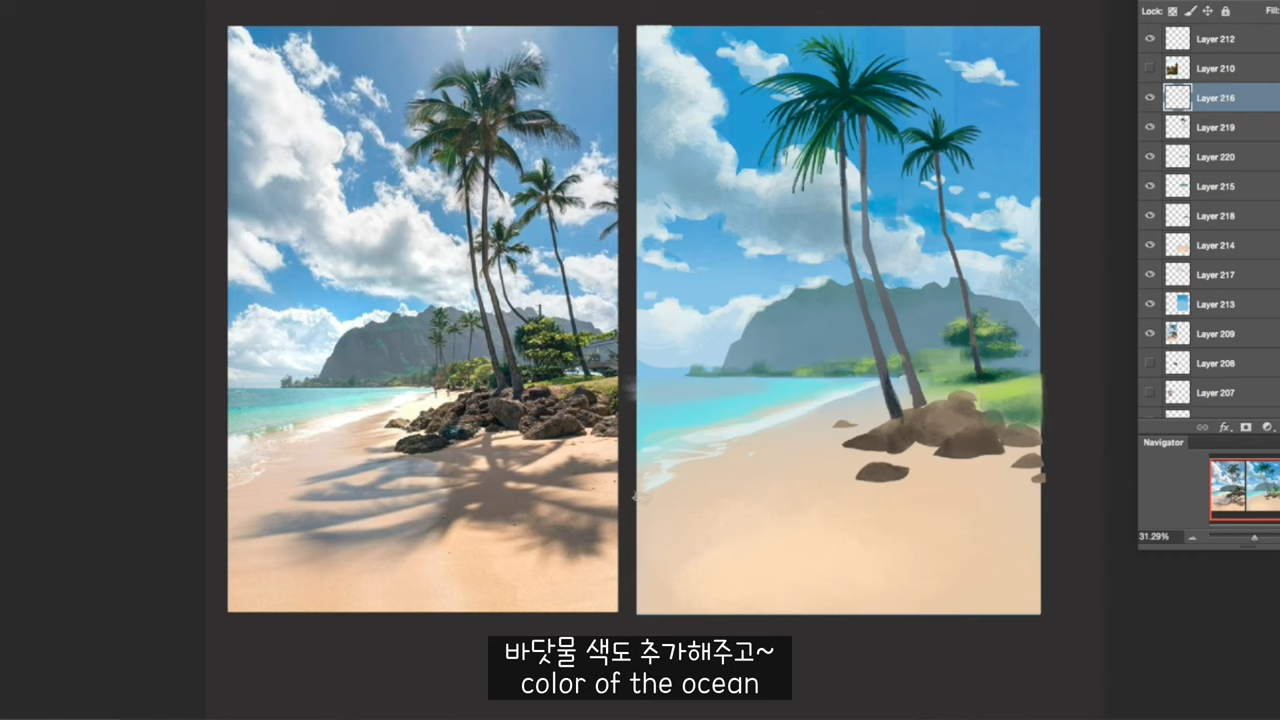 Lock:
Fill:
Layer 212
Layer 210
Layer 216
Layer 219
Layer 220
Layer 215
Layer 218
Layer 214
Layer 217
Layer 213
Layer 209
Layer 208
Layer 207
fx
Navigator
31.29%
바닷물 색도 추가해주고~
color of the ocean